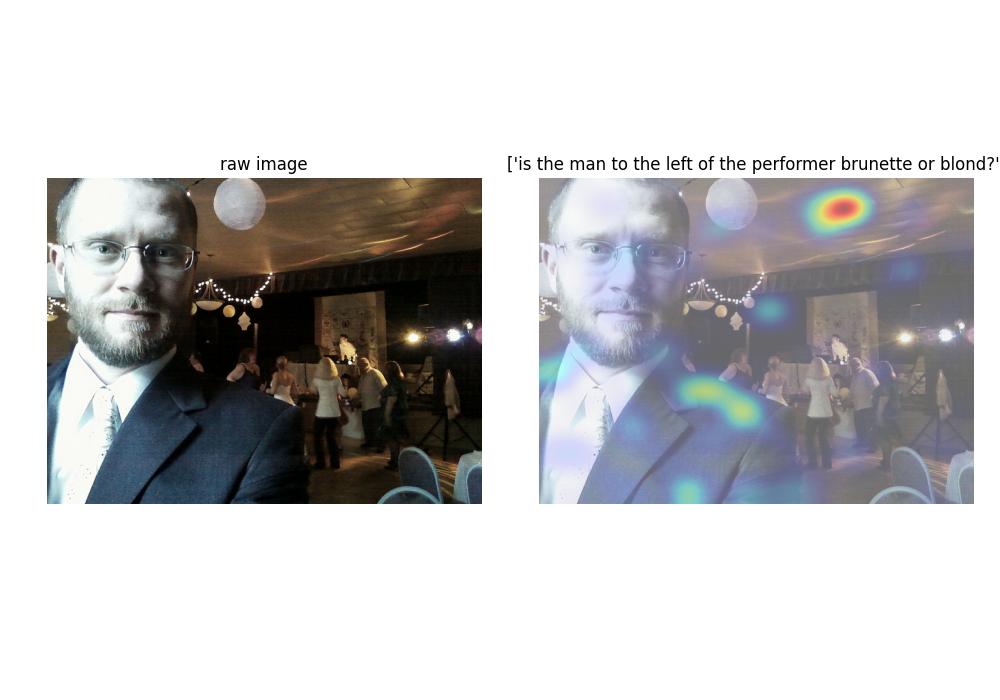 raw image
['is the man to the left of the performer brunette or blond?'